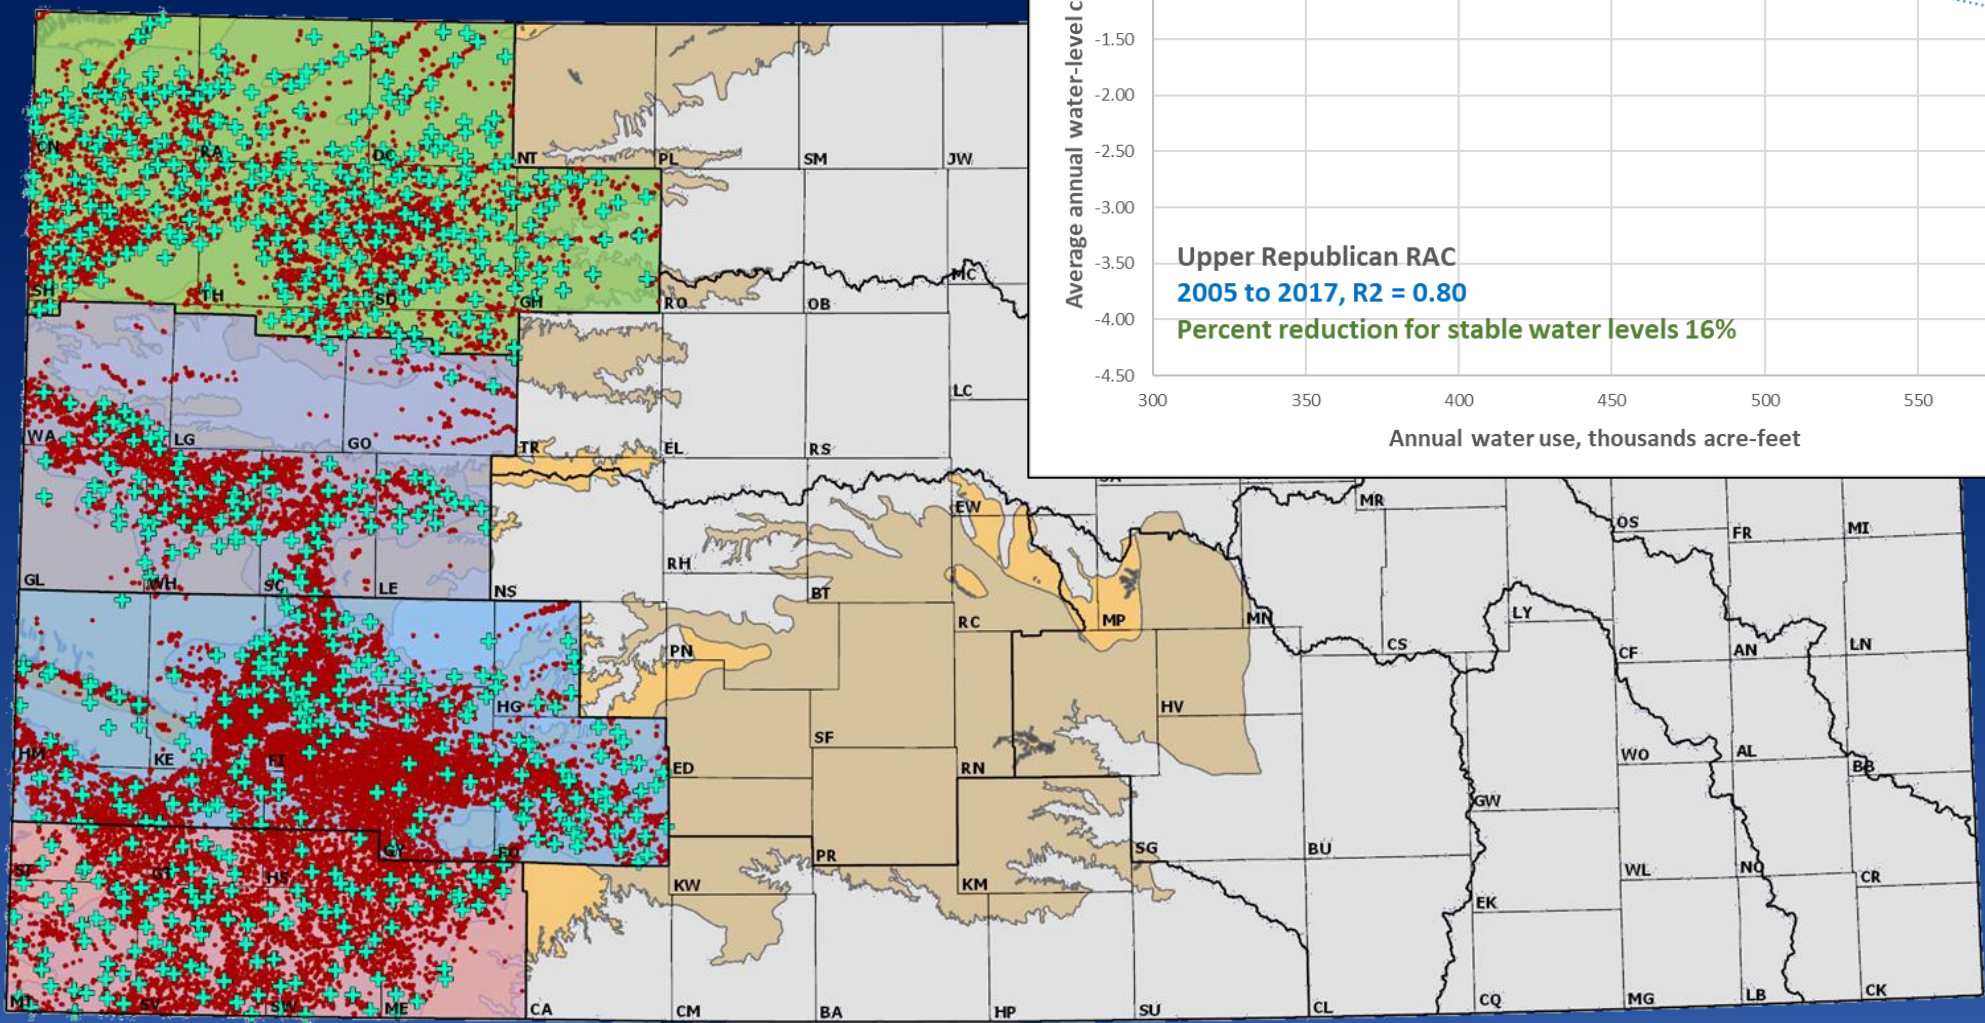 Average annual water-level c
-1.50
-2.00
-2.50
-3.00
-3.50
-4.00
-4.50
Upper Republican RAC
2005 to 2017, R2 = 0.80
Percent reduction for stable water levels 16%
300 350 400 450 500 550
Annual water use, thousands acre-feet
CN RA DC NT PL SM JW
SH TH SD GH RO OB MC
WA LG GO TR EL RS LC
GL WH SC LE NS RH BT RC EW MP MN MR CS LY OS FR MI
CF AN LN
HM KE FI HG PN ED SF RN HV WO AL BB
ST GT HS GY FO KW PR KM SG BU GW EK WL NO CR
MT SV SW ME CA CM BA HP SU CL CQ MG LB CK